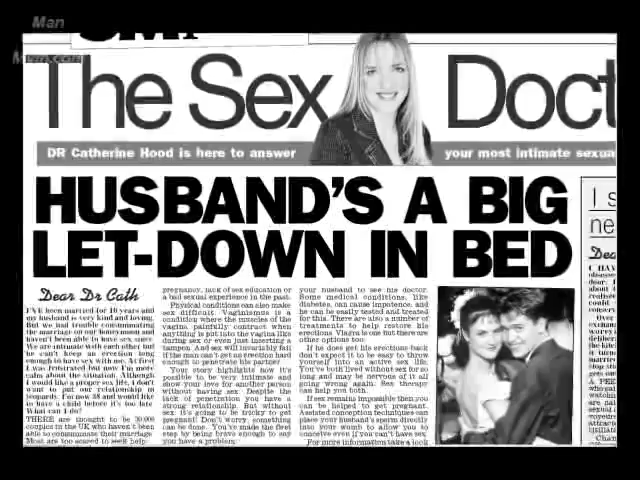 Man
Mvm.com
The Sex Doct
DR Catherine Hood is here to answer your most intimate sexua
HUSBAND'S A BIG
LET-DOWN IN BED
Dear Dr Cath
I'VE been married for 16 years and
my husband is very kind and loving.
But we had trouble consummating
the marriage on our honeymoon and
haven't been able to have sex since.
We are intimate with each other but
he can't keep an erection long
enough to have sex with me. At first
I was frustrated but now I'm more
calm about the situation. Although
I would like a proper sex life, I don't
want to put our relationship in
jeopardy. I'm now 38 and would like
to have a child before it's too late.
What can I do?
THERE are thought to be 30,000
couples in the UK who haven't been
able to consummate their marriage.
Most are too scared to seek help
pregnancy, lack of sex education or
a bad sexual experience in the past.
Physical conditions can also make
sex difficult. Vaginismus is a
condition where the muscles of the
vagina painfully contract when
anything is put into the vagina like
during sex or even just inserting a
tampon. And sex will invariably fail
if the man can't get an erection hard
enough to penetrate his partner.
Your story highlights how it's
possible to be very intimate and
show your love for another person
without having sex. Despite the
lack of penetration you have a
strong relationship. But without
sex it's going to be tricky to get
pregnant! Don't worry, something
can be done. You've made the first
step by being brave enough to say
you have a problem.
your husband to see his doctor.
Some medical conditions, like
diabetes, can cause impotence, and
he can be easily tested and treated
for this. There are also a number of
treatments to help restore his
erections. Viagra is one but there are
other options too.
If he does get his erections back
don't expect it to be easy to throw
yourself into an active sex life.
You've both lived without sex for so
long and may be nervous of it all
going wrong again. Sex therapy
can help you both.
If sex remains impossible then you
can be helped to get pregnant.
Assisted conception techniques can
place your husband's sperm directly
into your womb to allow you to
conceive even if you can't have sex.
For more information take a look
I s
ne
Dea